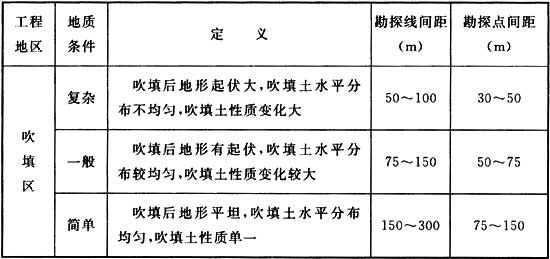 工程地区 地质条件 定义 勘探线间距(m) 勘探点间距(m)
吹填区
复杂 吹填后地形起伏大,吹填土水平分
布不均匀,吹填土性质变化大 50～100 30～50
一般 吹填后地形有起伏,吹填土水平分
布较均匀,吹填土性质变化较大 75～150 50～75
简单 吹填后地形平坦,吹填土水平分布
均匀,吹填土性质单一 150～300 75～150